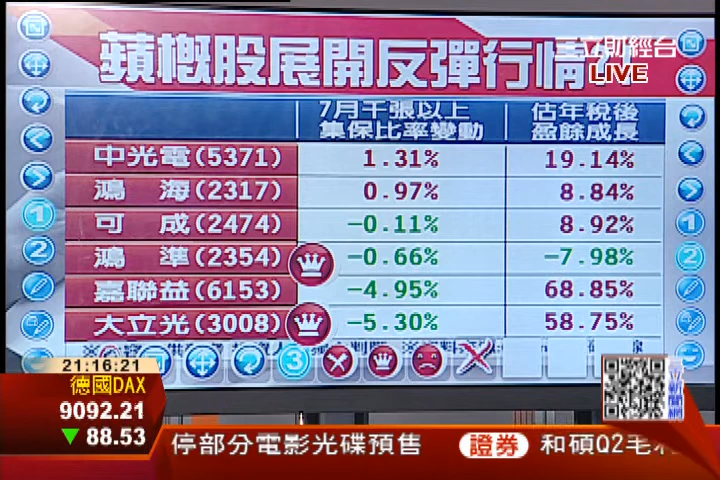 蘋概股展開反彈行情
三立財經台
LIVE
7月千張以上
集保比率變動
估年稅後
盈餘成長
中光電(5371) 1.31% 19.14%
鴻 海(2317) 0.97% 8.84%
可 成(2474) -0.11% 8.92%
鴻 準(2354) -0.66% -7.98%
嘉聯益(6153) -4.95% 68.85%
大立光(3008) -5.30% 58.75%
1
2
3
1
2
21:16:21
德國DAX
9092.21
▼88.53
停部分電影光碟預售 證券 和碩Q2毛利